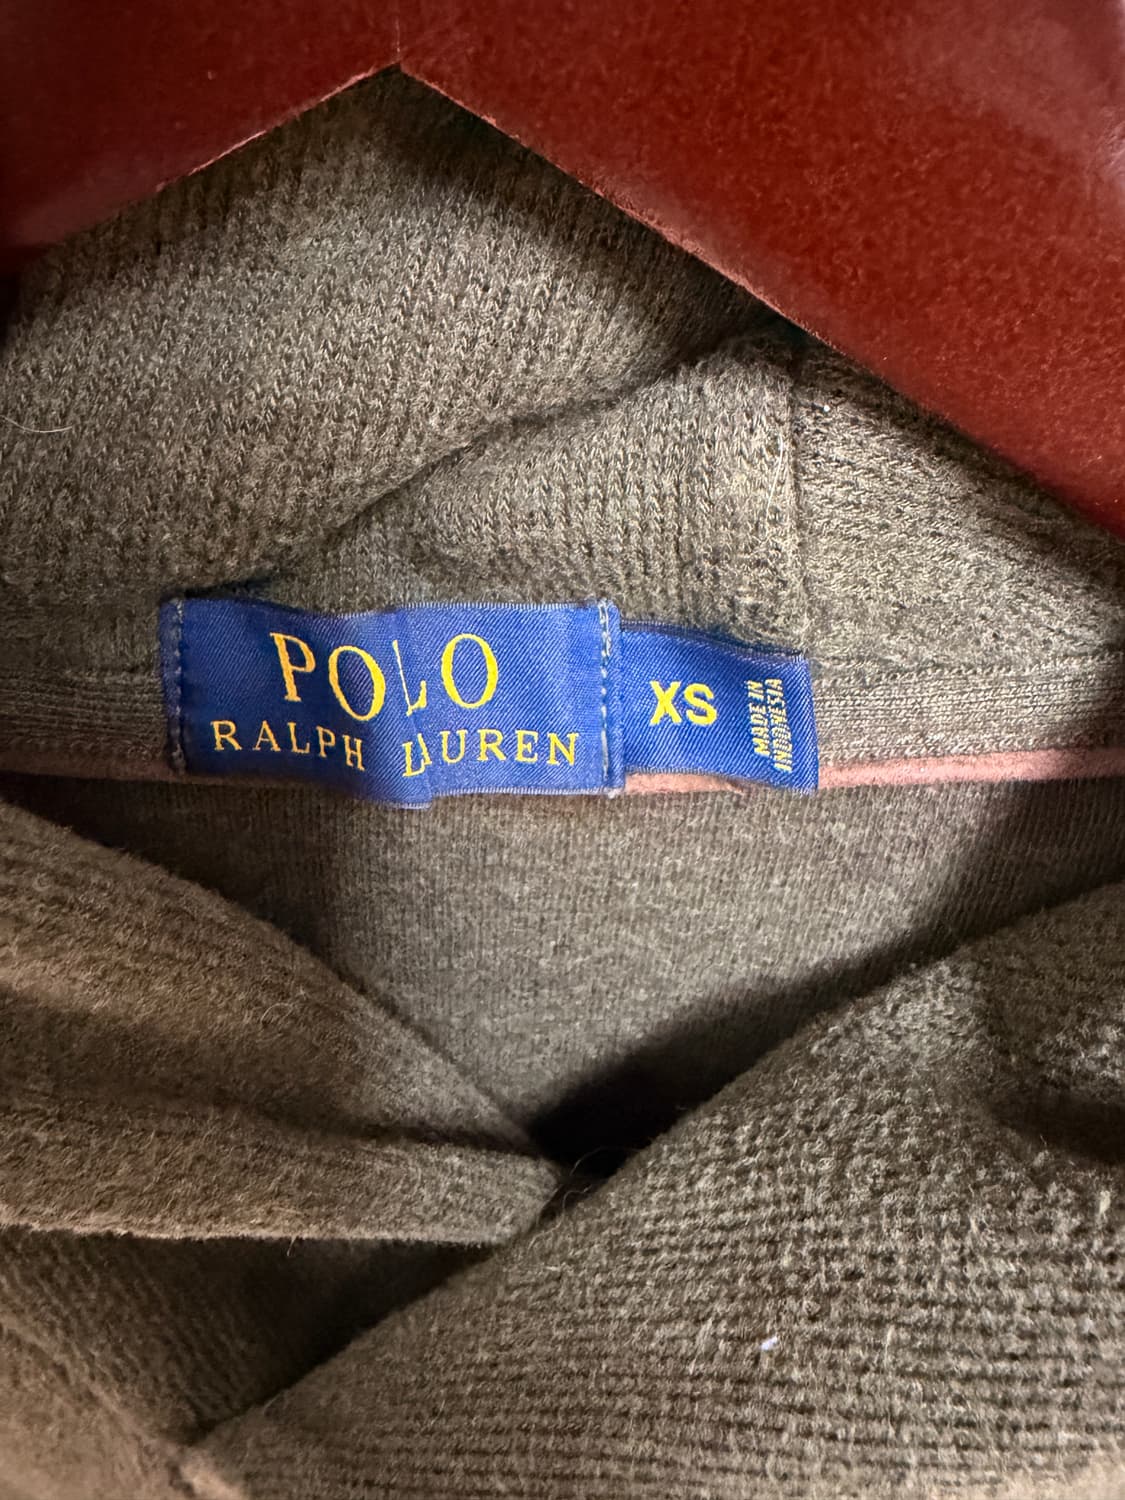 POLO
RALPH LAUREN
XS
MADE IN
INDONESIA